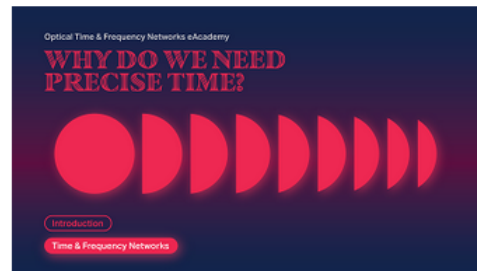 Optical Time & Frequency Networks eAcademy
WHY DO WE NEED
PRECISE TIME?
Introduction
Time & Frequency Networks